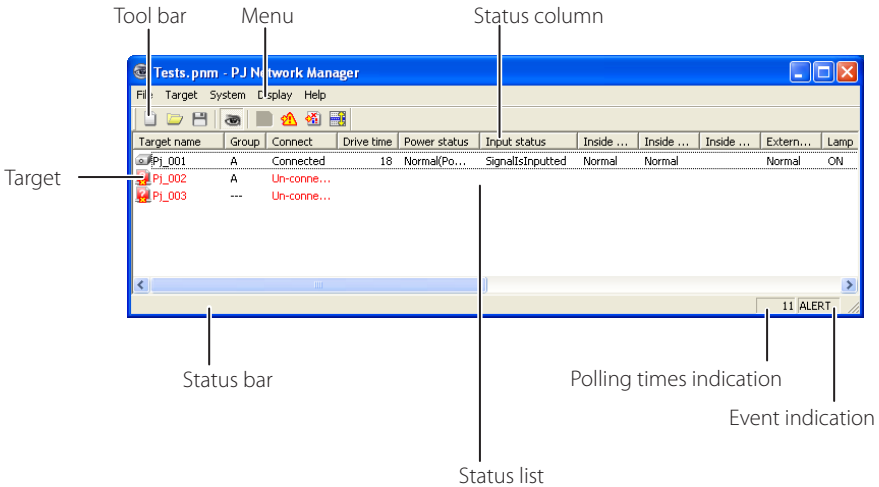 Tool bar Menu Status column
Tests.pnm - PJ Network Manager
File Target System Display Help
Target name Group Connect Drive time Power status Input status Inside ... Inside ... Inside ... Extern... Lamp
Pj_001 A Connected 18 Normal(Po... SignalIsInputted Normal Normal Normal ON
Target
Pj_002 A Un-conne...
Pj_003 --- Un-conne...
11 ALERT
Status bar
Polling times indication
Event indication
Status list